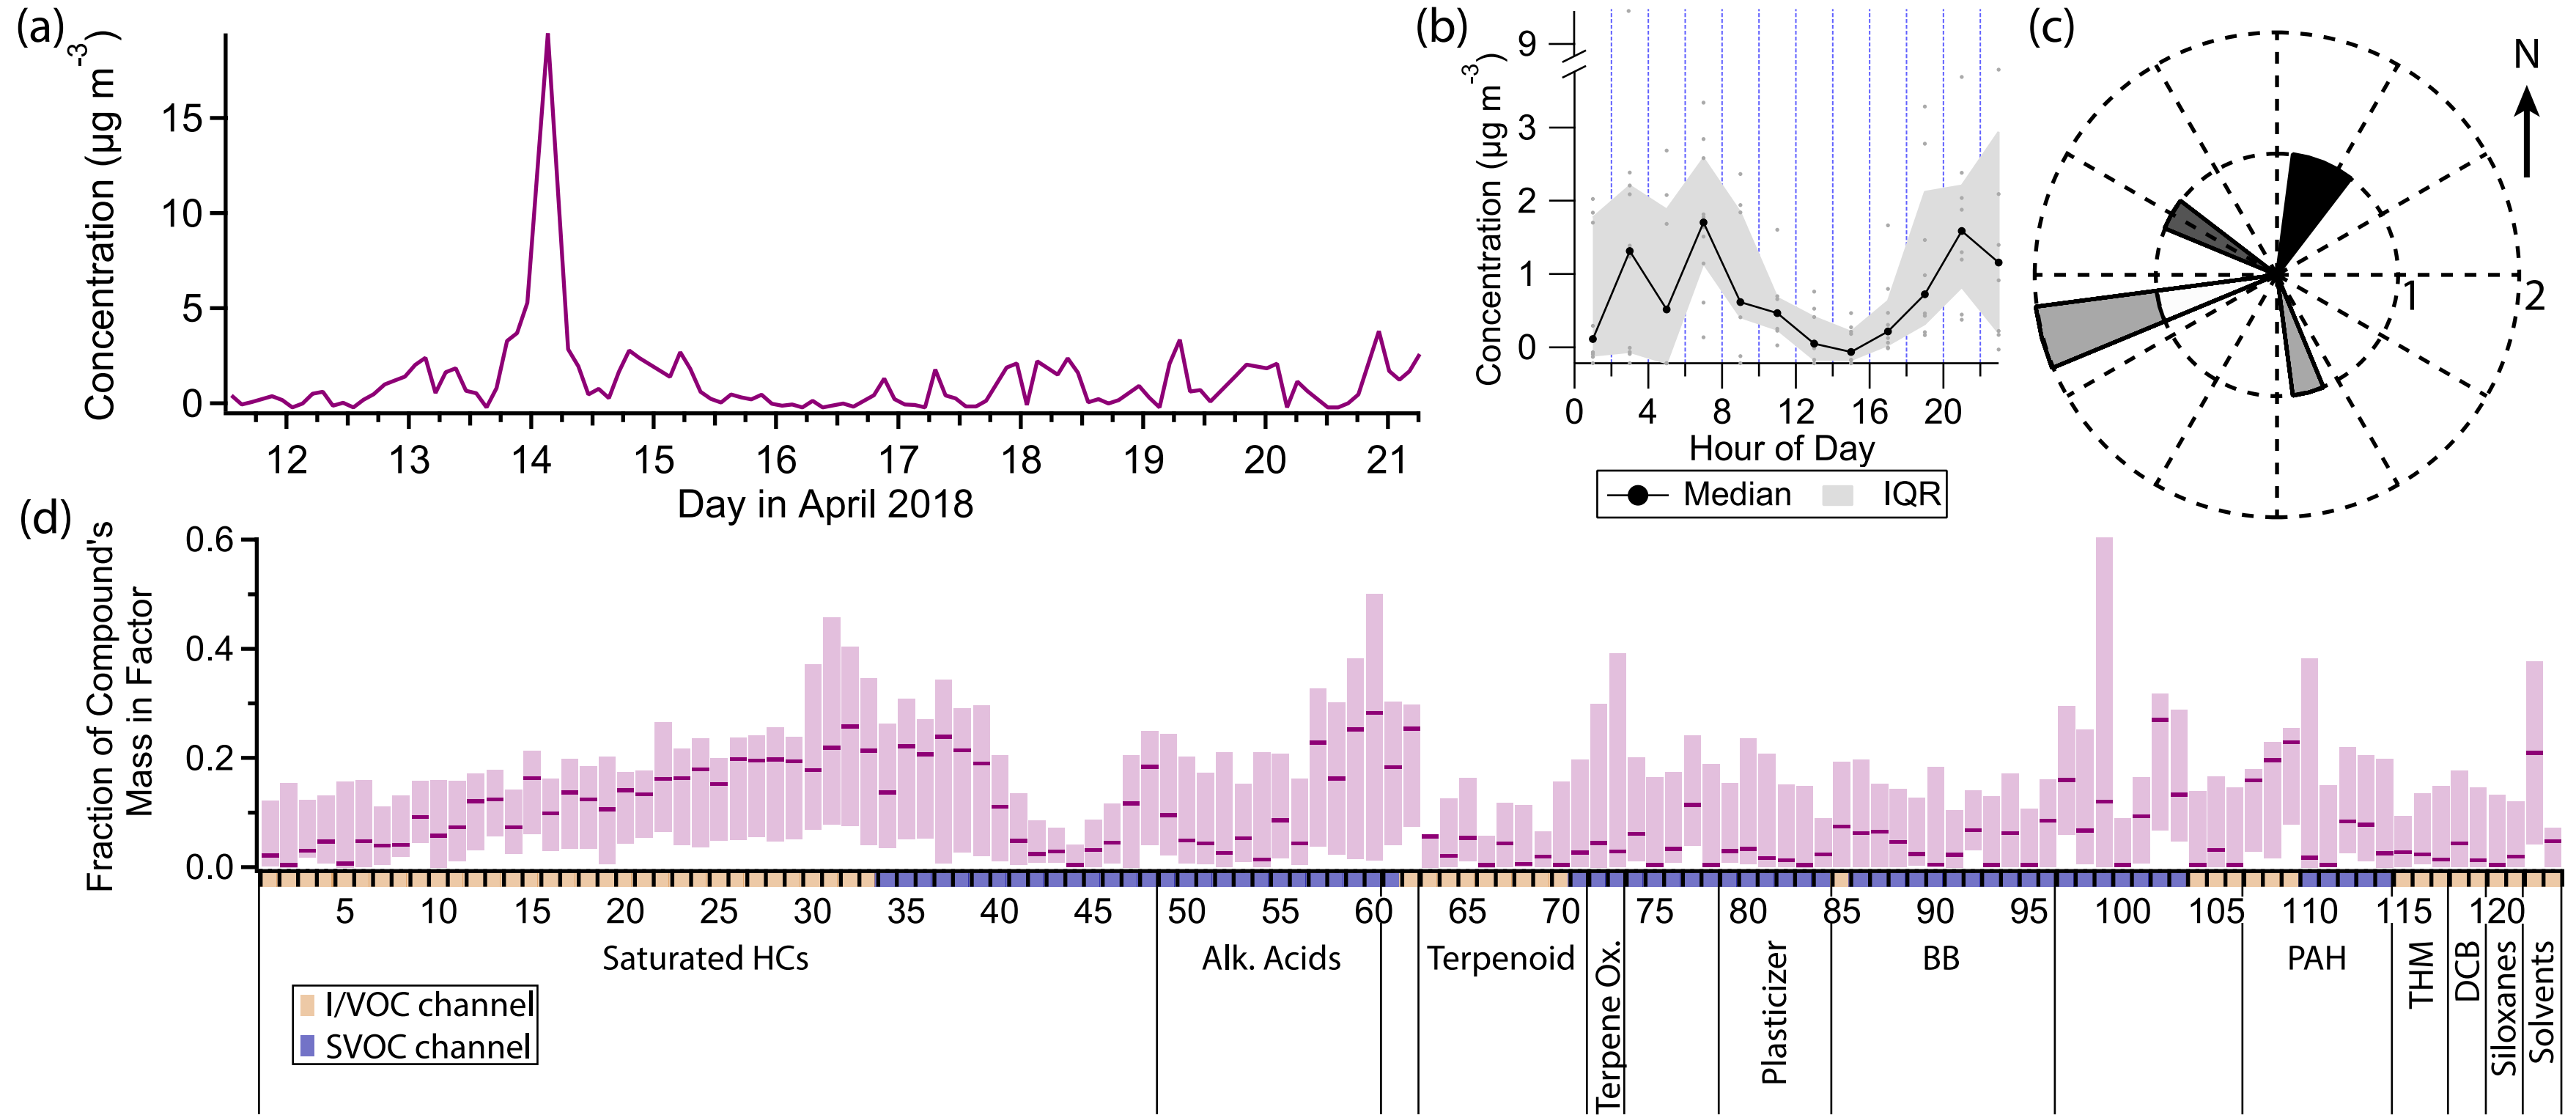 (a)
Concentration (µg m-3)
15
10
5
0
12 13 14 15 16 17 18 19 20 21
Day in April 2018
(b)
Concentration (µg m-3)
9
3
2
1
0
0 4 8 12 16 20
Hour of Day
Median IQR
(c)
N
1 2
(d)
Fraction of Compound's
Mass in Factor
0.6
0.4
0.2
0.0
5 10 15 20 25 30 35 40 45 50 55 60 65 70 75 80 85 90 95 100 105 110 115 120
Saturated HCs
Alk. Acids
Terpenoid
Terpene Ox.
Plasticizer
BB
PAH
THM
DCB
Siloxanes
Solvents
I/VOC channel
SVOC channel